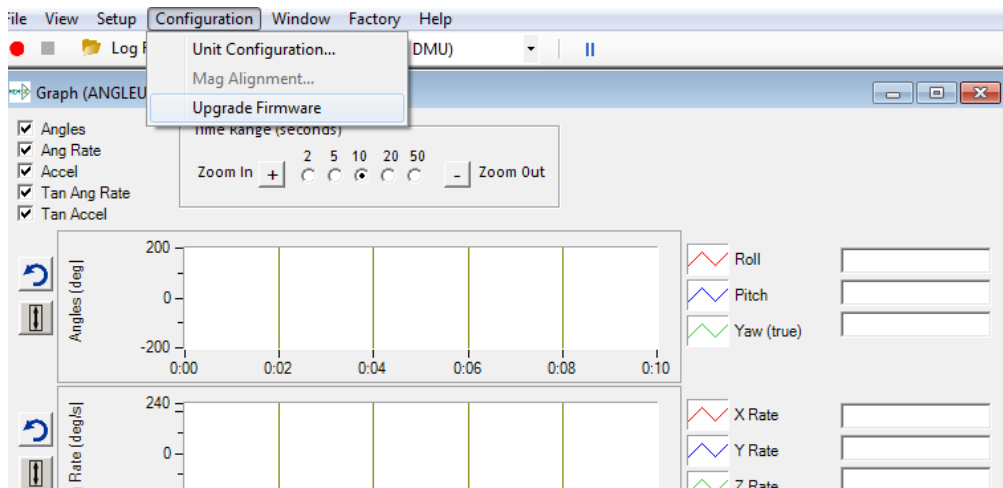 File View Setup Configuration Window Factory Help
Log
Unit Configuration...
DMU)
Mag Alignment...
Graph (ANGLEU
Upgrade Firmware
Angles
Time Range (seconds)
Ang Rate
2 5 10 20 50
Accel
Zoom In + - Zoom Out
Tan Ang Rate
Tan Accel
200
Roll
Angles (deg)
0
Pitch
Yaw (true)
-200
0:00 0:02 0:04 0:06 0:08 0:10
240
X Rate
Rate (deg/s)
0
Y Rate
Z Rate